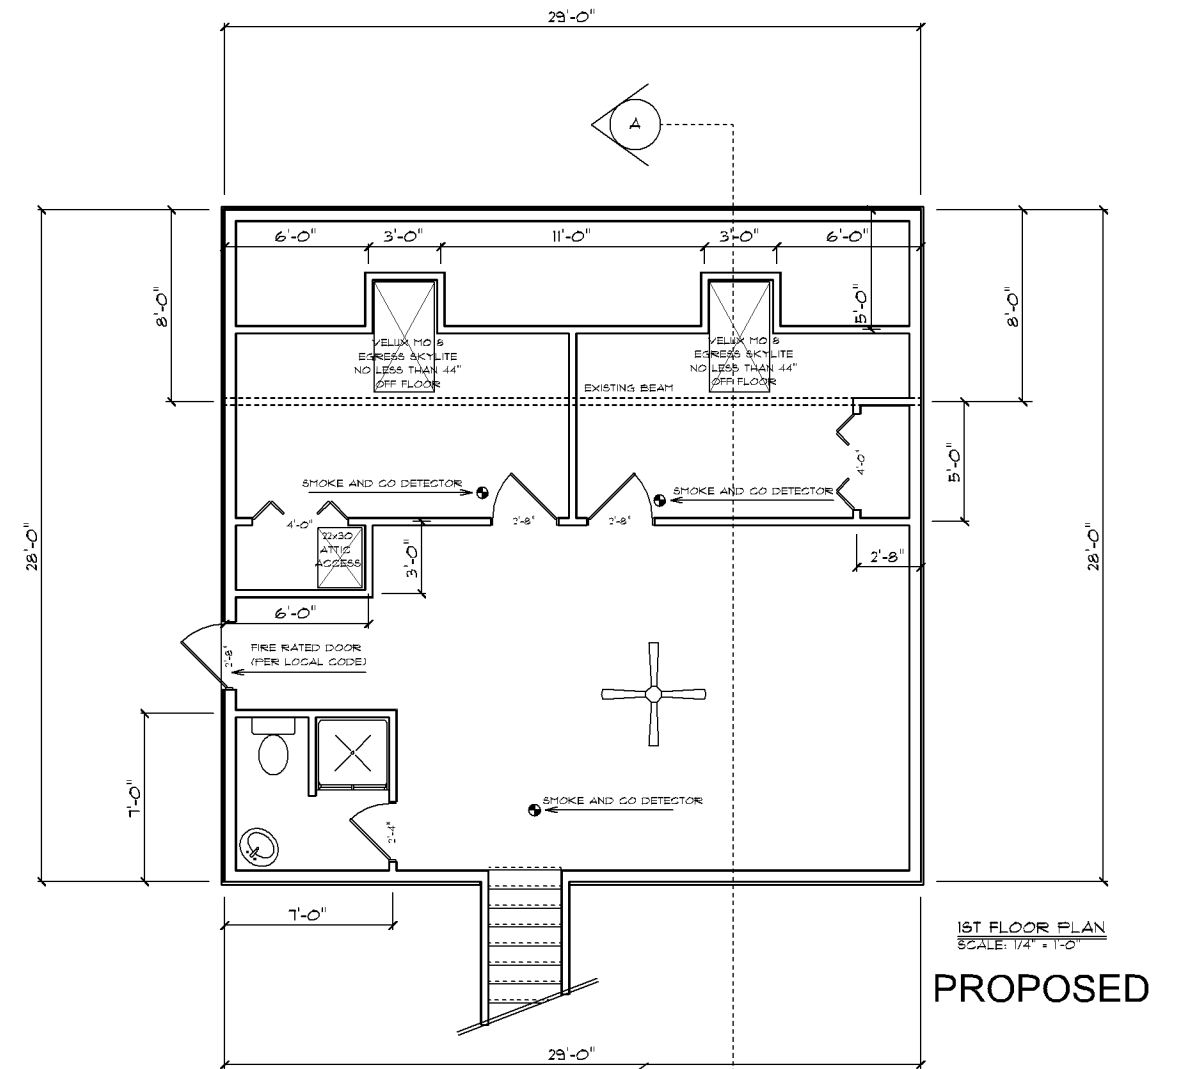 29'-0"
A
6'-0" 3'-0" 11'-0" 3'-0" 6'-0"
8'-0"
5'-0"
8'-0"
VELUX MO 8
EGRESS SKYLITE
NO LESS THAN 44"
OFF FLOOR
VELUX MO 8
EGRESS SKYLITE
NO LESS THAN 44"
OFF FLOOR
EXISTING BEAM
4'-0"
5'-0"
SMOKE AND CO DETECTOR
SMOKE AND CO DETECTOR
4'-0"
2'-8"
2'-8"
22x30
ATTIC
ACCESS
3'-0"
2'-8"
28'-0"
28'-0"
6'-0"
FIRE RATED DOOR
(PER LOCAL CODE)
2'-8"
7'-0"
SMOKE AND CO DETECTOR
2'-4"
7'-0"
1ST FLOOR PLAN
SCALE: 1/4" = 1'-0"
PROPOSED
29'-0"